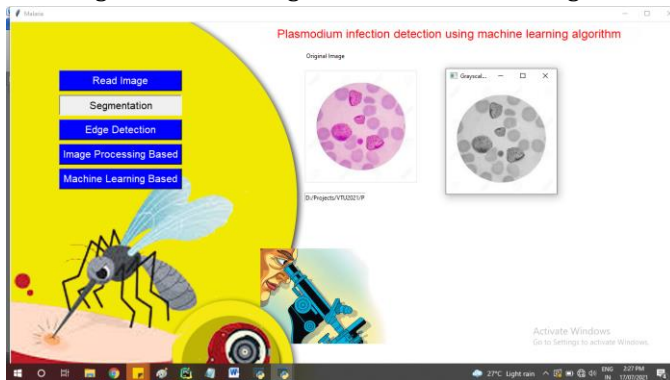 Malaria
Plasmodium infection detection using machine learning algorithm
Original Image
Read Image
Segmentation
Edge Detection
Image Processing Based
Machine Learning Based
Grayscal...
D:/Projects/VTU2021/P
Activate Windows
Go to Settings to activate Windows.
27°C Light rain
ENG
IN
2:27 PM
17/07/2021